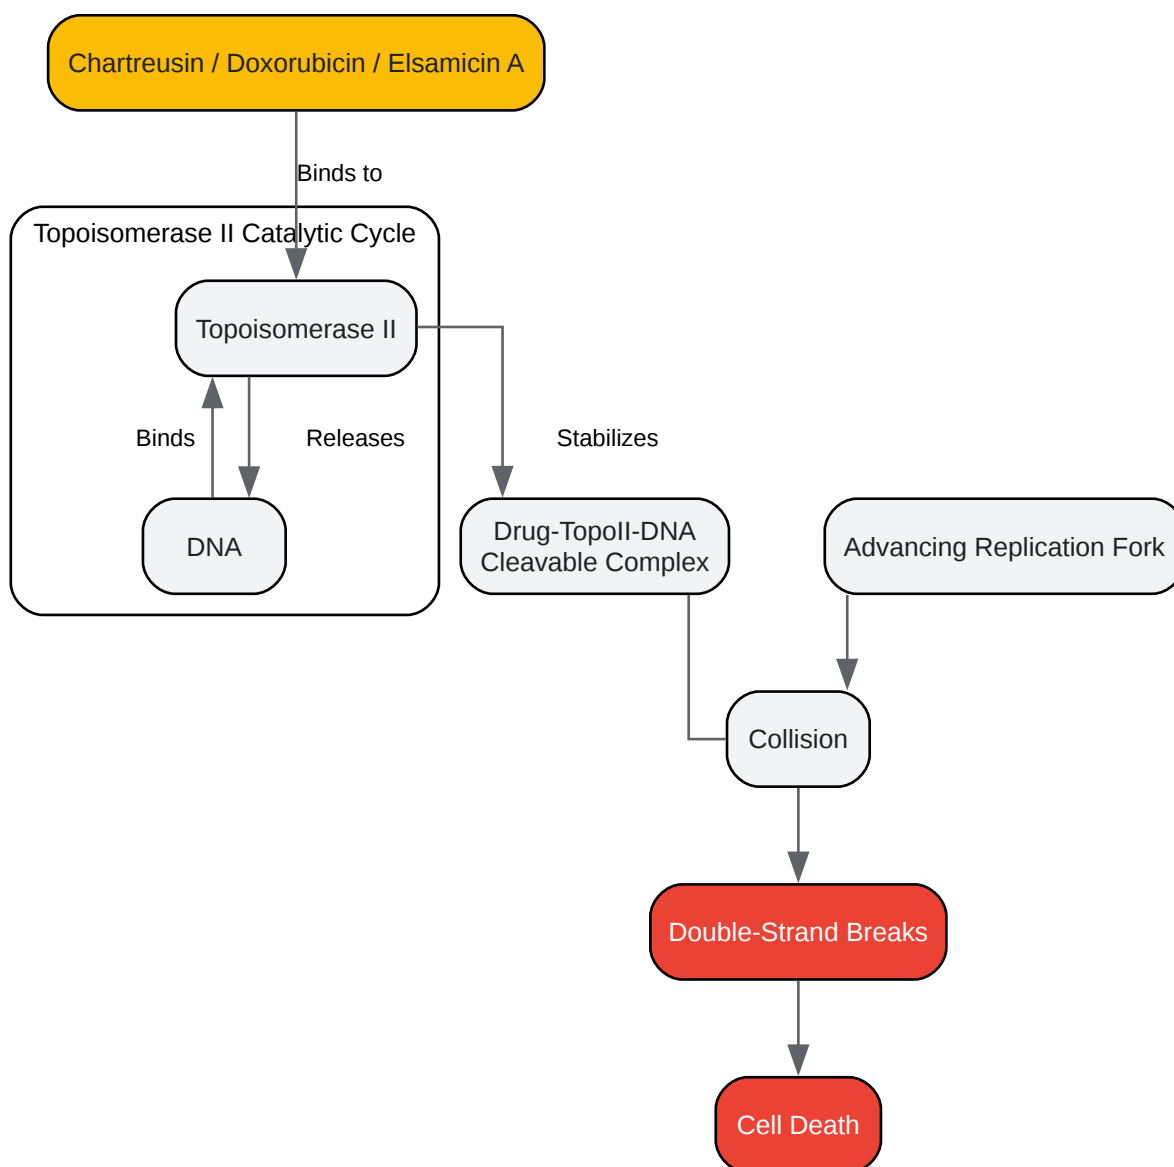 Chartreusin / Doxorubicin / Elsamicin A
Binds to
Topoisomerase II Catalytic Cycle
Topoisomerase II
Binds
Releases
Stabilizes
DNA
Drug-TopoII-DNA
Cleavable Complex
Advancing Replication Fork
Collision
Double-Strand Breaks
Cell Death